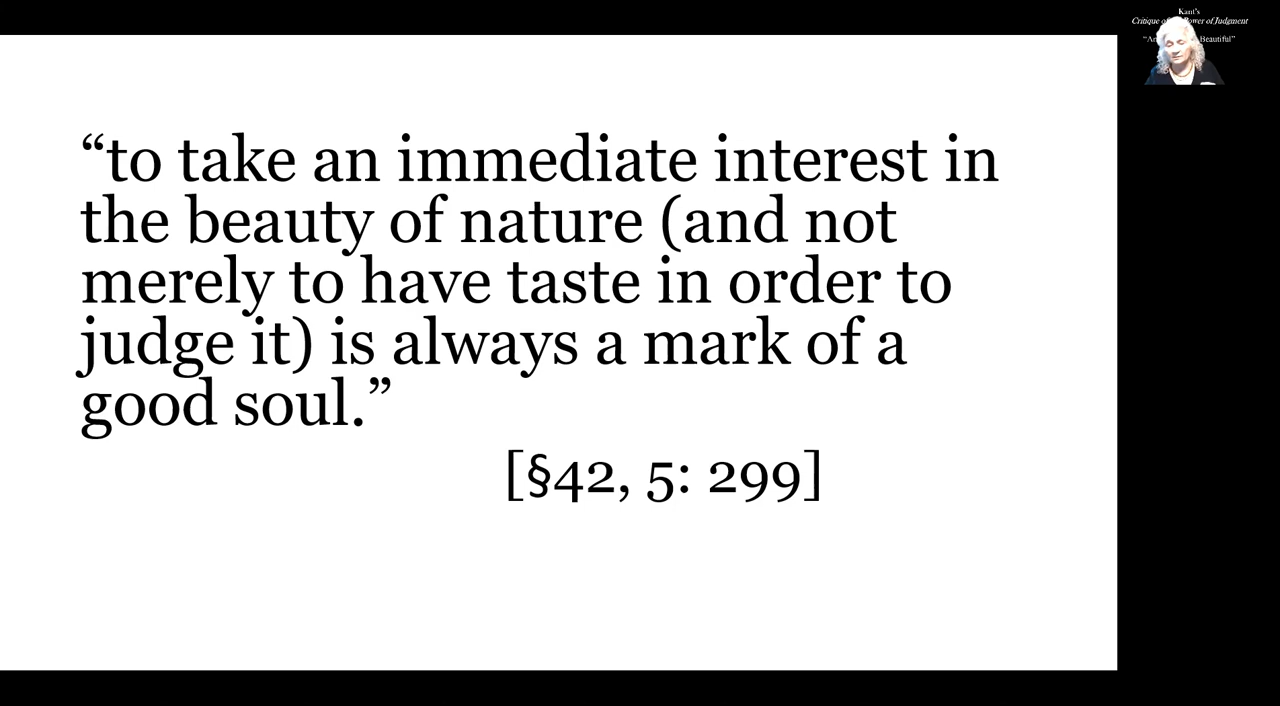 “to take an immediate interest in
the beauty of nature (and not
merely to have taste in order to
judge it) is always a mark of a
good soul.”
[§42, 5: 299]
Kant's
Critique of Power of Judgment
Beautiful”